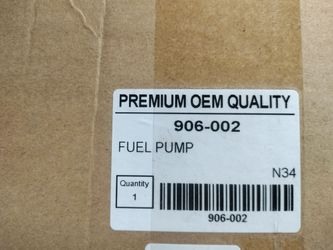 PREMIUM OEM QUALITY
906-002
FUEL PUMP
N34
Quantity
1
906-002